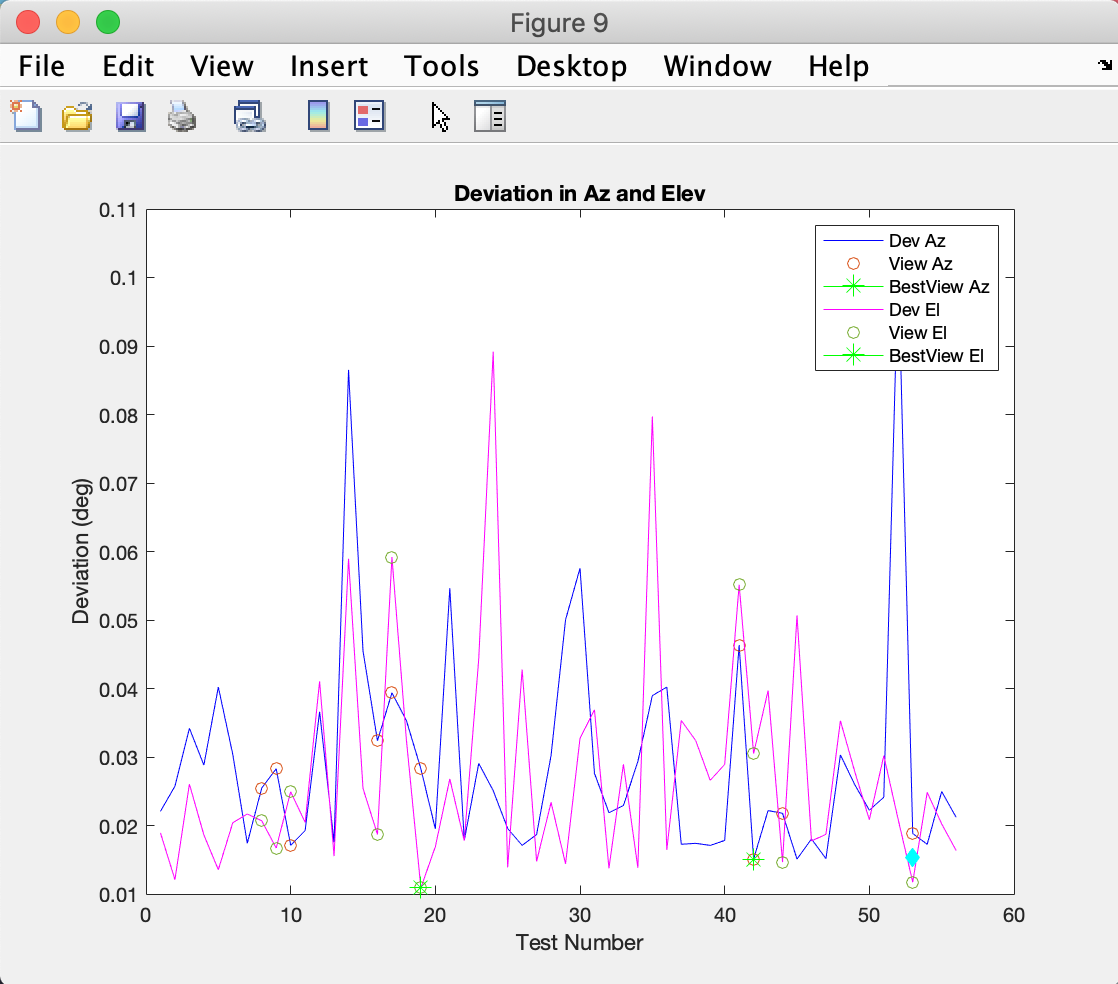 Figure 9
File Edit View Insert Tools Desktop Window Help
Deviation in Az and Elev
0.11
0.1
0.09
0.08
0.07
0.06
0.05
0.04
0.03
0.02
0.01
Deviation (deg)
0 10 20 30 40 50 60
Test Number
Dev Az
View Az
BestView Az
Dev El
View El
BestView El